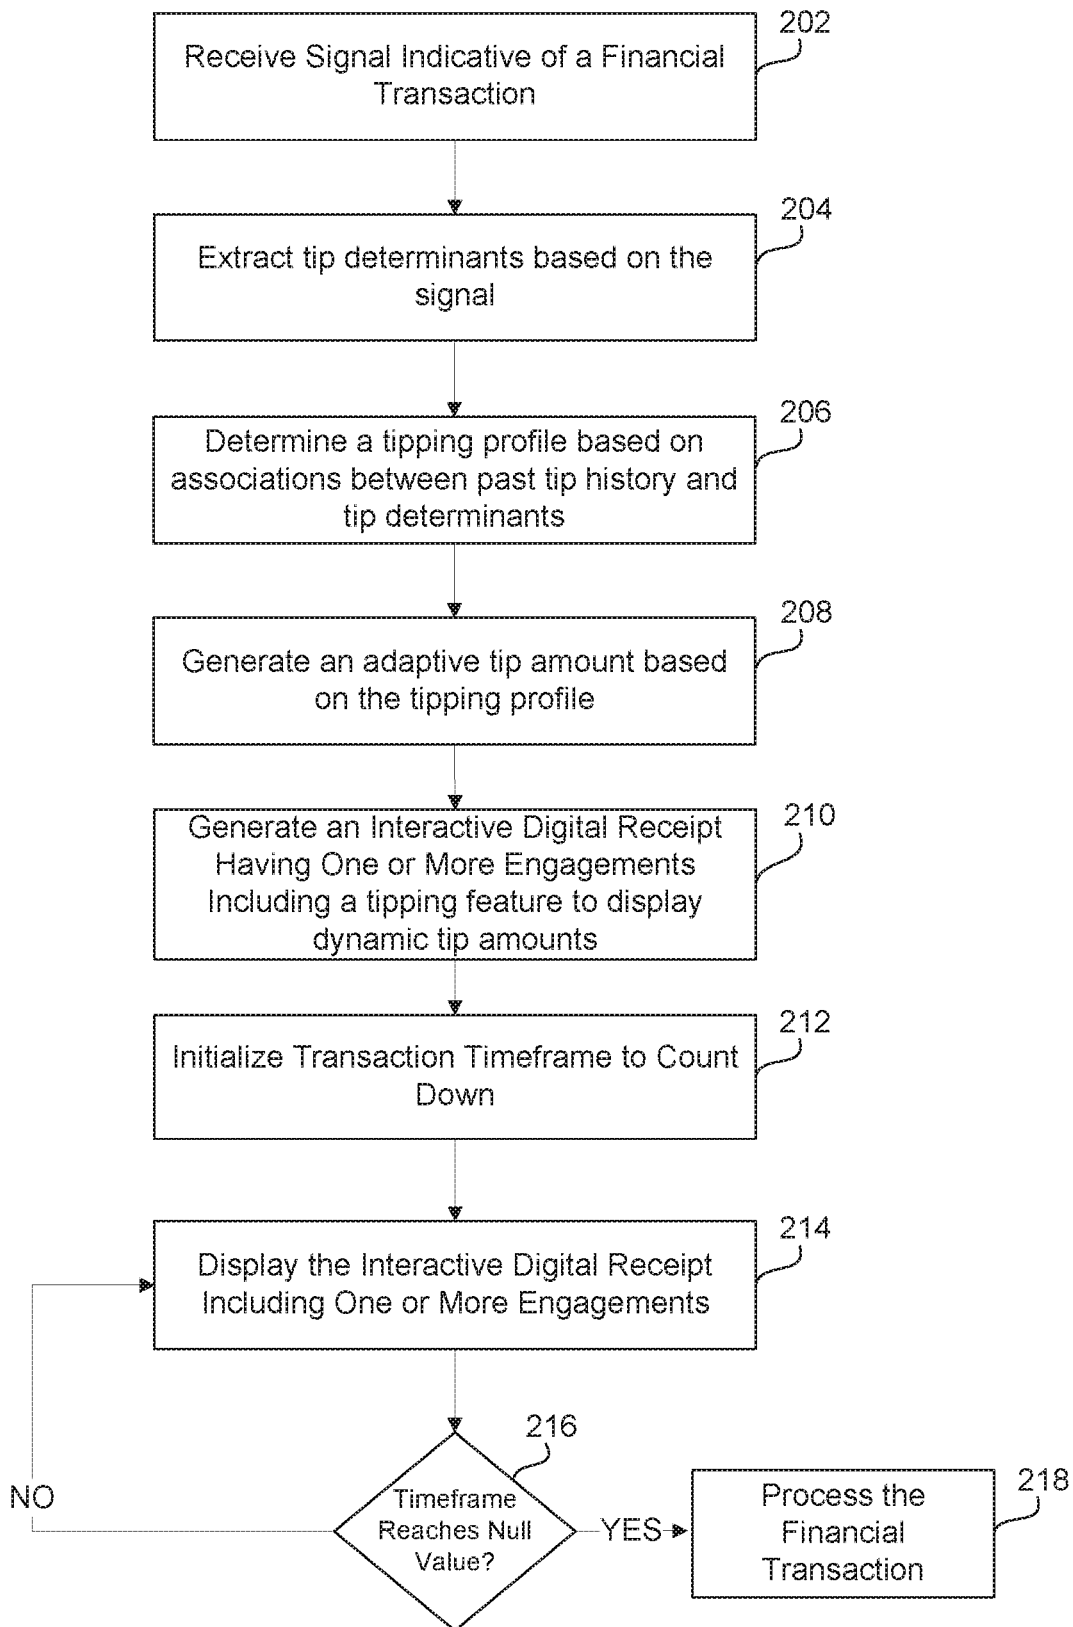 202
Receive Signal Indicative of a Financial
Transaction
204
Extract tip determinants based on the
signal
206
Determine a tipping profile based on
associations between past tip history and
tip determinants
208
Generate an adaptive tip amount based
on the tipping profile
210
Generate an Interactive Digital Receipt
Having One or More Engagements
Including a tipping feature to display
dynamic tip amounts
212
Initialize Transaction Timeframe to Count
Down
214
Display the Interactive Digital Receipt
Including One or More Engagements
216
Timeframe
Reaches Null
Value?
NO
YES
218
Process the
Financial
Transaction